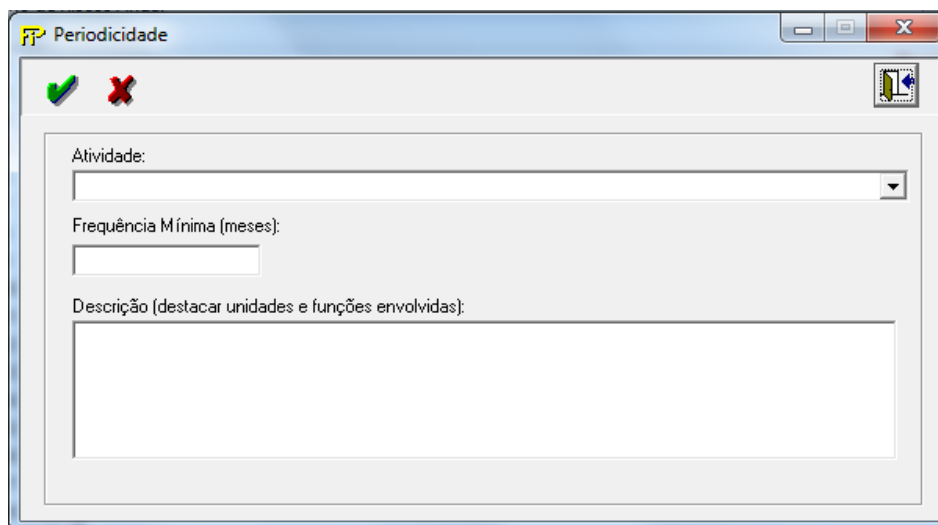 Periodicidade
Atividade:
Frequência Mínima (meses):
Descrição (destacar unidades e funções envolvidas):